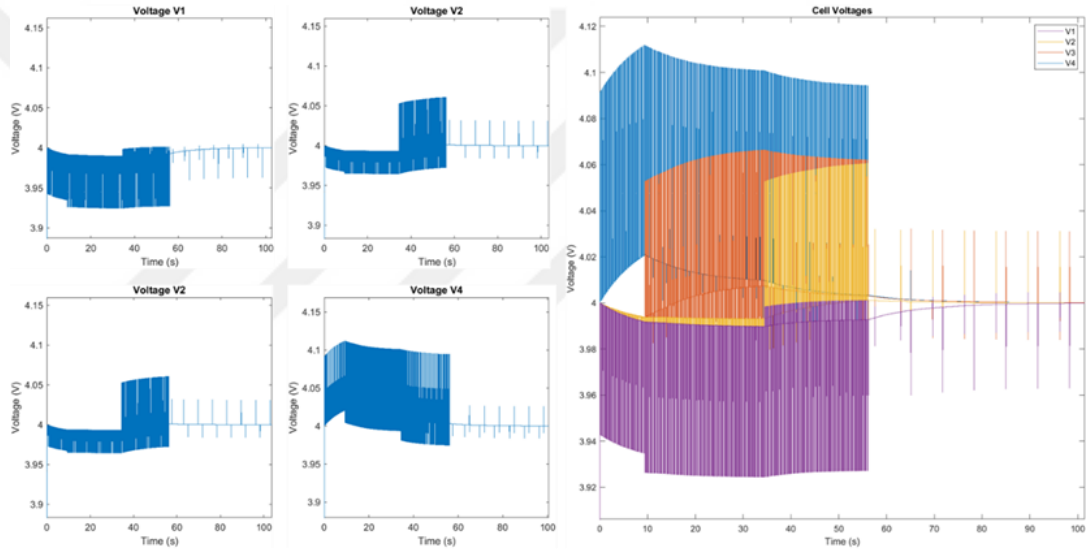 Voltage V1
4.15
4.1
4.05
4
3.95
3.9
Voltage (V)
0 20 40 60 80 100
Time (s)
Voltage V2
4.15
4.1
4.05
4
3.95
3.9
Voltage (V)
0 20 40 60 80 100
Time (s)
Voltage V2
4.15
4.1
4.05
4
3.95
3.9
Voltage (V)
0 20 40 60 80 100
Time (s)
Voltage V4
4.15
4.1
4.05
4
3.95
3.9
Voltage (V)
0 20 40 60 80 100
Time (s)
Cell Voltages
V1
V2
V3
V4
4.12
4.1
4.08
4.06
4.04
4.02
4
3.98
3.96
3.94
3.92
Voltage (V)
0 10 20 30 40 50 60 70 80 90 100
Time (s)